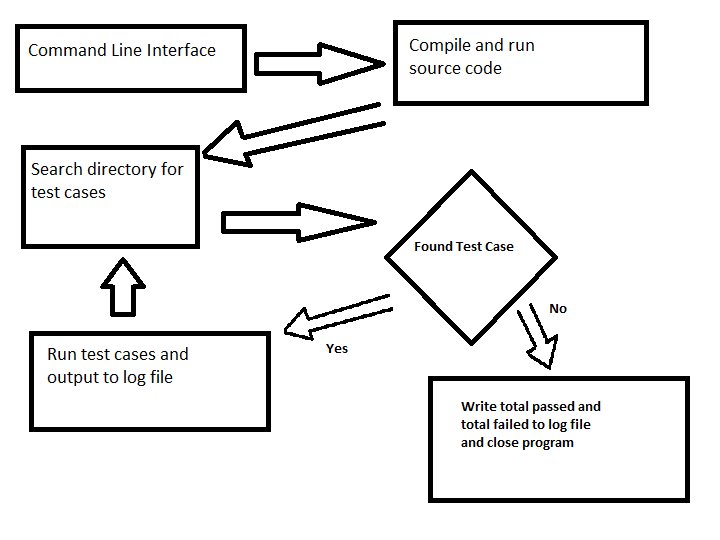 Command Line Interface
Compile and run
source code
Search directory for
test cases
Found Test Case
No
Yes
Run test cases and
output to log file
Write total passed and
total failed to log file
and close program